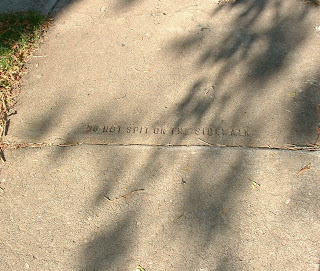 DO NOT SPIT ON THE SIDEWALK